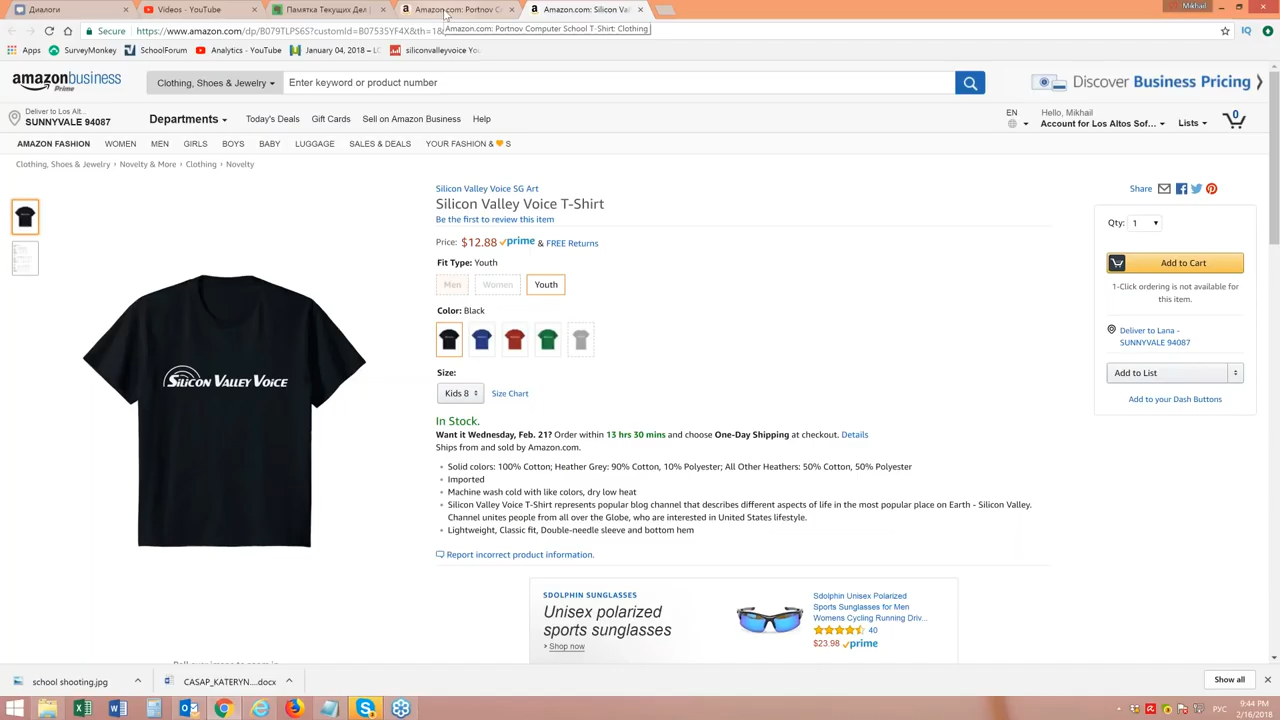 Диалоги
Videos - YouTube
Памятка Текущих Дел
Amazon.com: Portnov C
Amazon.com: Silicon Val
Mikhail
Amazon.com: Portnov Computer School T-Shirt: Clothing
Secure https://www.amazon.com/dp/B079TLPS6S?customId=B07535YF4X&th=1
Apps SurveyMonkey SchoolForum Analytics - YouTube January 04, 2018 – LC siliconvalleyvoice You
amazonbusiness
Prime
Clothing, Shoes & Jewelry
Enter keyword or product number
Discover Business Pricing
Deliver to Los Alt...
SUNNYVALE 94087
Departments Today's Deals Gift Cards Sell on Amazon Business Help
EN
Hello, Mikhail
Account for Los Altos Sof...
Lists
0
AMAZON FASHION WOMEN MEN GIRLS BOYS BABY LUGGAGE SALES & DEALS YOUR FASHION & S
Clothing, Shoes & Jewelry › Novelty & More › Clothing › Novelty
SILICON VALLEY VOICE
Silicon Valley Voice SG Art
Silicon Valley Voice T-Shirt
Be the first to review this item
Price: $12.88 prime & FREE Returns
Fit Type: Youth
Men Women Youth
Color: Black
Size:
Kids 8 Size Chart
In Stock.
Want it Wednesday, Feb. 21? Order within 13 hrs 30 mins and choose One-Day Shipping at checkout. Details
Ships from and sold by Amazon.com.
Solid colors: 100% Cotton; Heather Grey: 90% Cotton, 10% Polyester; All Other Heathers: 50% Cotton, 50% Polyester
Imported
Machine wash cold with like colors, dry low heat
Silicon Valley Voice T-Shirt represents popular blog channel that describes different aspects of life in the most popular place on Earth - Silicon Valley.
Channel unites people from all over the Globe, who are interested in United States lifestyle.
Lightweight, Classic fit, Double-needle sleeve and bottom hem
Report incorrect product information.
Share
Qty: 1
Add to Cart
1-Click ordering is not available for
this item.
Deliver to Lana -
SUNNYVALE 94087
Add to List
Add to your Dash Buttons
SDOLPHIN SUNGLASSES
Unisex polarized
sports sunglasses
› Shop now
Sdolphin Unisex Polarized
Sports Sunglasses for Men
Womens Cycling Running Driv...
40
$23.98 prime
Roll over image to zoom in
school shooting.jpg
CASAP_KATERYN....docx
Show all
РУС
9:44 PM
2/16/2018